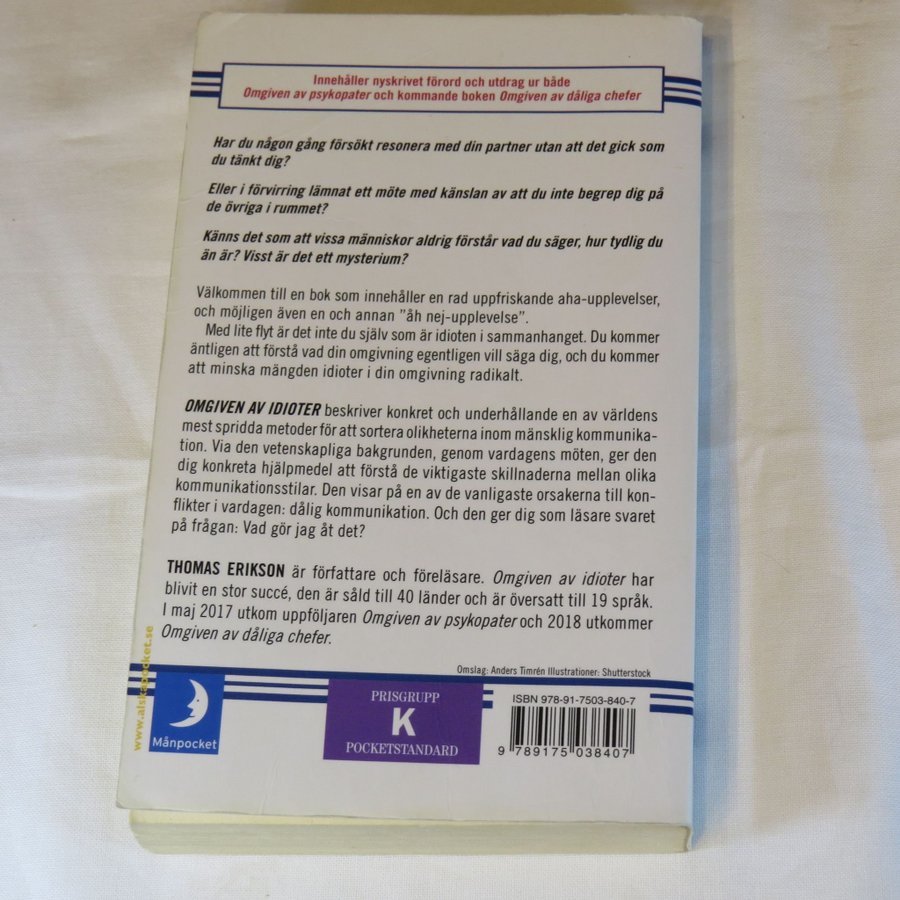 Innehåller nyskrivet förord och utdrag ur både
Omgiven av psykopater och kommande boken Omgiven av dåliga chefer
Har du någon gång försökt resonera med din partner utan att det gick som
du tänkt dig?
Eller i förvirring lämnat ett möte med känslan av att du inte begrep dig på
de övriga i rummet?
Känns det som att vissa människor aldrig förstår vad du säger, hur tydlig du
än är? Visst är det ett mysterium?
Välkommen till en bok som innehåller en rad uppfriskande aha-upplevelser,
och möjligen även en och annan ”åh nej-upplevelse”.
Med lite flyt är det inte du själv som är idioten i sammanhanget. Du kommer
äntligen att förstå vad din omgivning egentligen vill säga dig, och du kommer
att minska mängden idioter i din omgivning radikalt.
OMGIVEN AV IDIOTER beskriver konkret och underhållande en av världens
mest spridda metoder för att sortera olikheterna inom mänsklig kommunika-
tion. Via den vetenskapliga bakgrunden, genom vardagens möten, ger den
dig konkreta hjälpmedel att förstå de viktigaste skillnaderna mellan olika
kommunikationsstilar. Den visar på en av de vanligaste orsakerna till kon-
flikter i vardagen: dålig kommunikation. Och den ger dig som läsare svaret
på frågan: Vad gör jag åt det?
THOMAS ERIKSON är författare och föreläsare. Omgiven av idioter har
blivit en stor succé, den är såld till 40 länder och är översatt till 19 språk.
I maj 2017 utkom uppföljaren Omgiven av psykopater och 2018 utkommer
Omgiven av dåliga chefer.
Omslag: Anders Timrén Illustrationer: Shutterstock
www.alskapocket.se
Månpocket
PRISGRUPP
K
POCKETSTANDARD
ISBN 978-91-7503-840-7
9 789175 038407